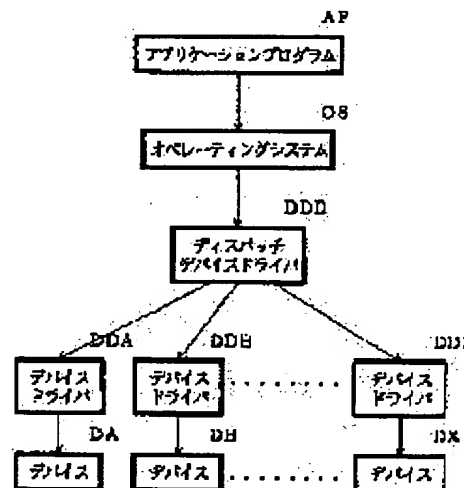 AP
アプリケーションプログラム
OS
オペレーティングシステム
DDD
ディスパッチ
デバイスドライバ
DDA DDB
デバイス デバイス デバイス
ドライバ ドライバ ドライバ
DA DB DX
デバイス デバイス デバイス